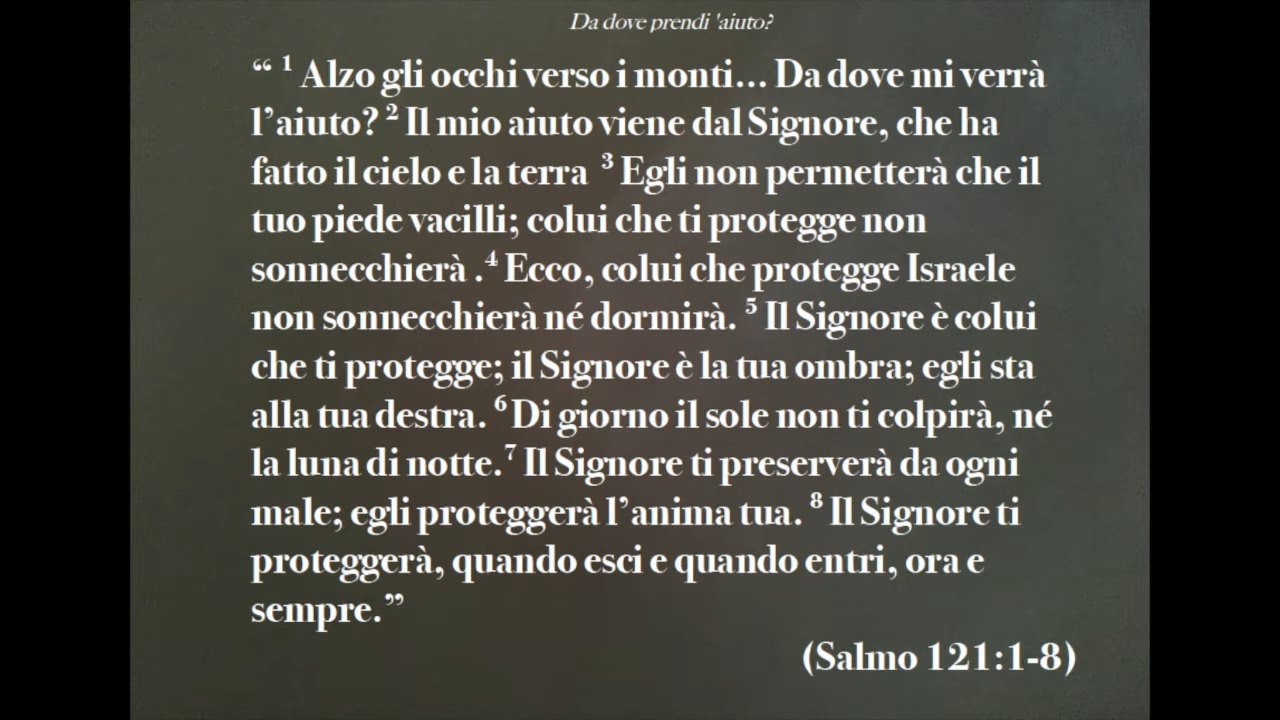 Da dove prendi 'aiuto?
“ ¹ Alzo gli occhi verso i monti... Da dove mi verrà
l’aiuto? ² Il mio aiuto viene dal Signore, che ha
fatto il cielo e la terra ³ Egli non permetterà che il
tuo piede vacilli; colui che ti protegge non
sonnecchierà .⁴ Ecco, colui che protegge Israele
non sonnecchierà né dormirà. ⁵ Il Signore è colui
che ti protegge; il Signore è la tua ombra; egli sta
alla tua destra. ⁶ Di giorno il sole non ti colpirà, né
la luna di notte.⁷ Il Signore ti preserverà da ogni
male; egli proteggerà l’anima tua. ⁸ Il Signore ti
proteggerà, quando esci e quando entri, ora e
sempre.”
(Salmo 121:1-8)